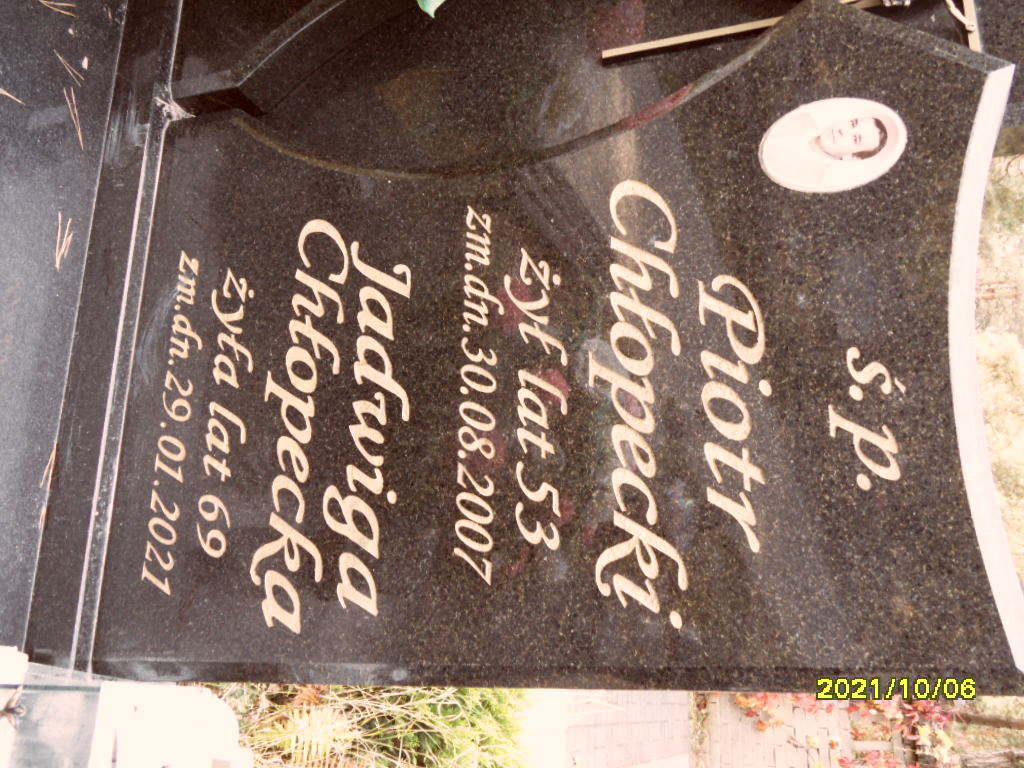 ś. p.
Piotr
Chłopecki
żył lat 53
zm.dn.30.08.2007
Jadwiga
Chłopecka
żyła lat 69
zm.dn.29.01.2021
2021/10/06